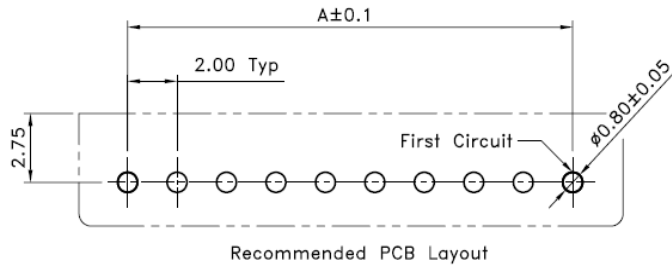 A±0.1
2.00 Typ
2.75
First Circuit
ø0.80±0.05
Recommended PCB Layout